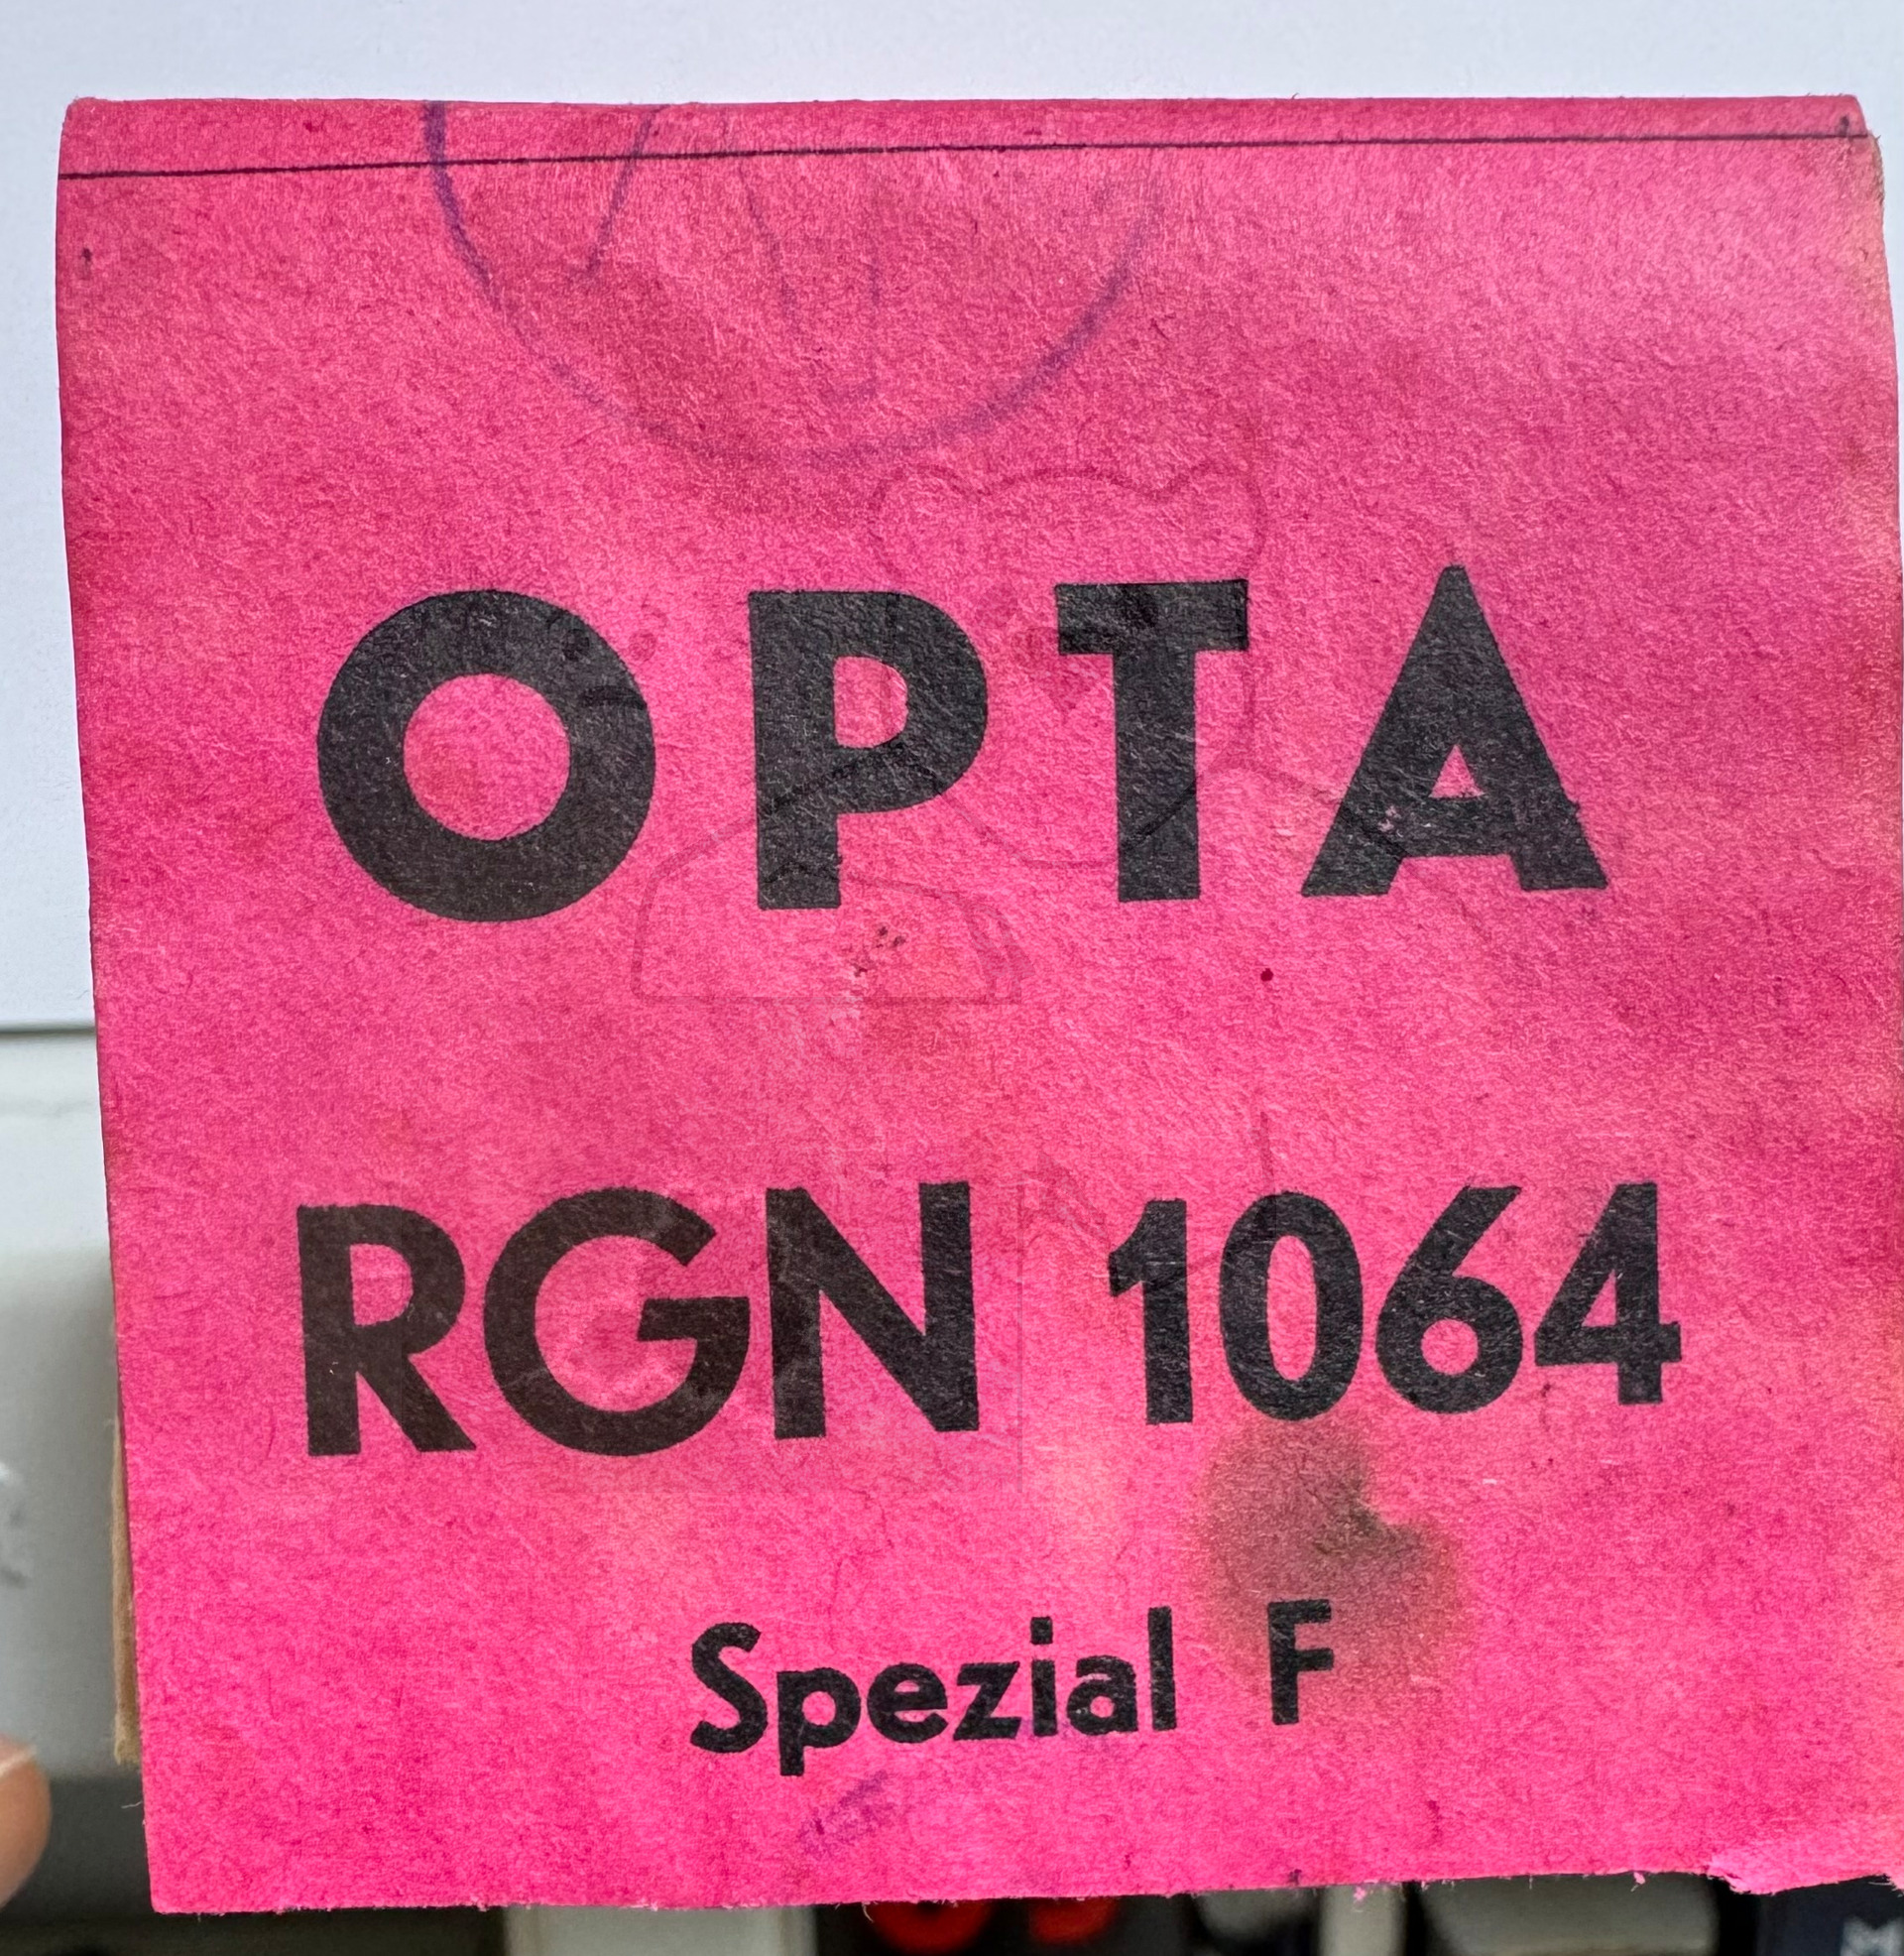 OPTA
RGN 1064
Spezial F